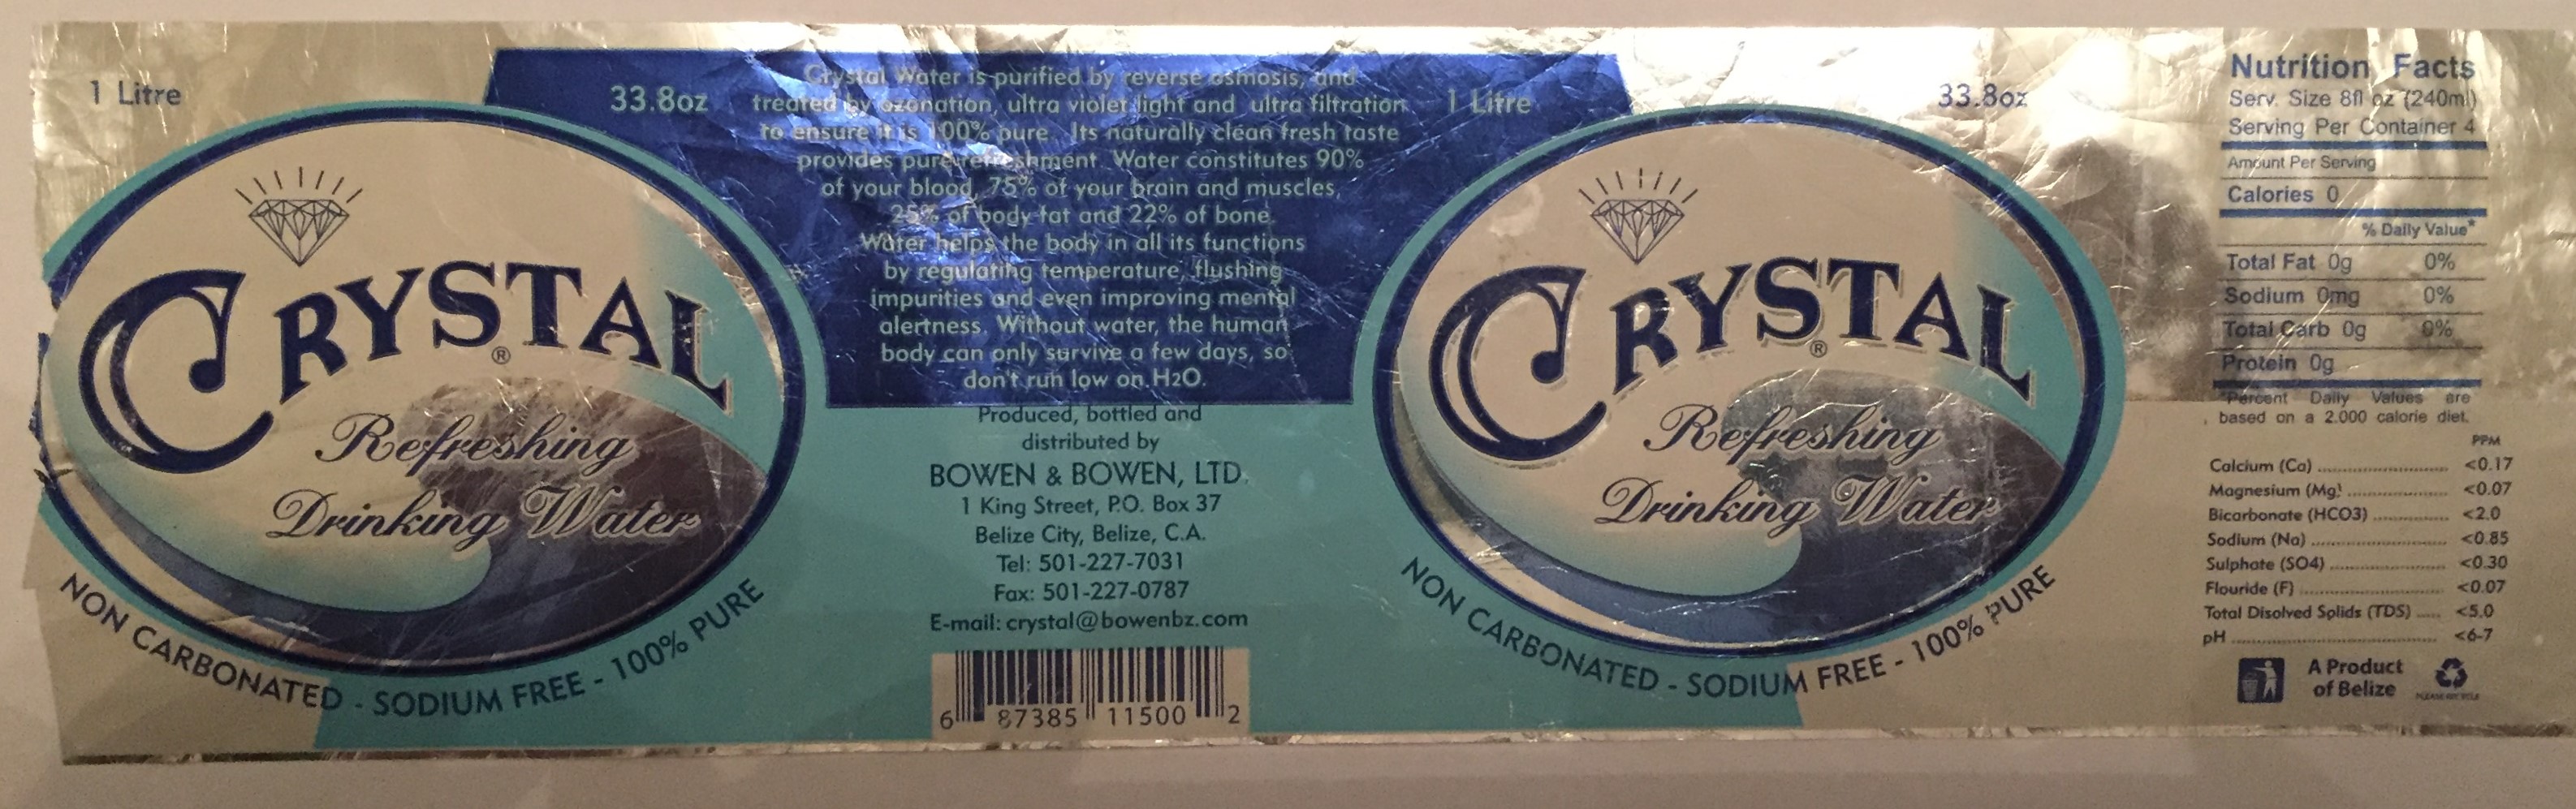 1 Litre
33.8oz
CRYSTAL
®
Refreshing
Drinking Water
NON CARBONATED - SODIUM FREE - 100% PURE
Crystal Water is purified by reverse osmosis, and
treated by ozonation, ultra violet light and ultra filtration
to ensure it is 100% pure. Its naturally clean fresh taste
provides pure refreshment. Water constitutes 90%
of your blood, 75% of your brain and muscles,
25% of body fat and 22% of bone.
Water helps the body in all its functions
by regulating temperature, flushing
impurities and even improving mental
alertness. Without water, the human
body can only survive a few days, so
don't run low on H2O.
Produced, bottled and
distributed by
BOWEN & BOWEN, LTD.
1 King Street, P.O. Box 37
Belize City, Belize, C.A.
Tel: 501-227-7031
Fax: 501-227-0787
E-mail: crystal@bowenbz.com
6 87385 11500 2
1 Litre
33.8oz
CRYSTAL
®
Refreshing
Drinking Water
NON CARBONATED - SODIUM FREE - 100% PURE
Nutrition Facts
Serv. Size 8fl oz (240ml)
Serving Per Container 4
Amount Per Serving
Calories 0
% Daily Value*
Total Fat 0g 0%
Sodium 0mg 0%
Total Carb 0g 0%
Protein 0g
*Percent Daily Values are
based on a 2.000 calorie diet.
PPM
Calcium (Ca) <0.17
Magnesium (Mg) <0.07
Bicarbonate (HCO3) <2.0
Sodium (Na) <0.85
Sulphate (SO4) <0.30
Flouride (F) <0.07
Total Disolved Splids (TDS) <5.0
pH <6-7
A Product
of Belize
PLEASE RECYCLE